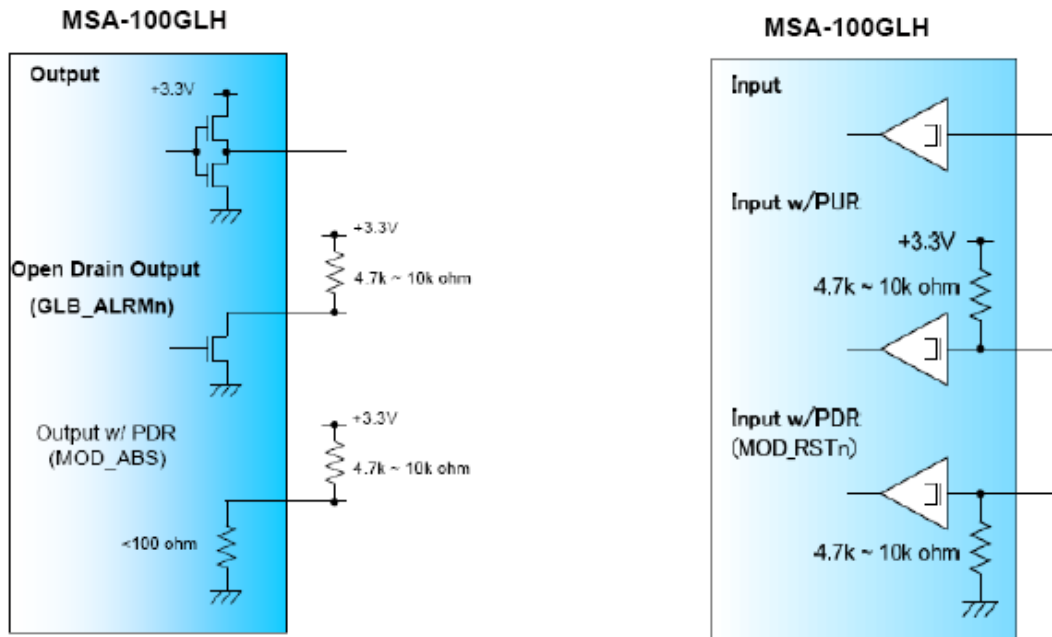 MSA-100GLH
Output
+3.3V
+3.3V
4.7k ~ 10k ohm
Open Drain Output
(GLB_ALRMn)
+3.3V
Output w/ PDR
(MOD_ABS)
4.7k ~ 10k ohm
<100 ohm
MSA-100GLH
Input
Input w/PUR
+3.3V
4.7k ~ 10k ohm
Input w/PDR
(MOD_RSTn)
4.7k ~ 10k ohm